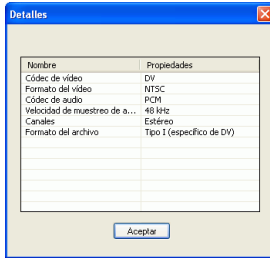 Detalles
Nombre Propiedades
Códec de vídeo DV
Formato del vídeo NTSC
Códec de audio PCM
Velocidad de muestreo de a... 48 kHz
Canales Estéreo
Formato del archivo Tipo I (específico de DV)
Aceptar